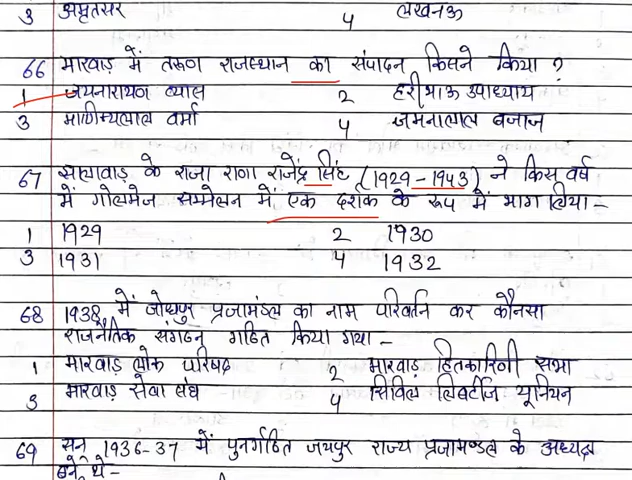 3 अमृतसर 4 लखनऊ
66 मारवाड़ में तरुण राजस्थान का संपादन किसने किया ?
1 जयनारायण व्यास 2 हरीभाऊ उपाध्याय
3 माणिक्यलाल वर्मा 4 जमनालाल बजाज
67 झालावाड़ के राजा राणा राजेंद्र सिंह (1929-1943) ने किस वर्ष
में गोलमेज सम्मेलन में एक दर्शक के रूप में भाग लिया -
1 1929 2 1930
3 1931 4 1932
68 1938 में जोधपुर प्रजामंडल का नाम परिवर्तन कर कौनसा
राजनैतिक संगठन गठित किया गया -
1 मारवाड़ लोक परिषद 2 मारवाड़ हितकारिणी सभा
3 मारवाड़ सेवा संघ 4 सिविल लिबर्टीज यूनियन
69 सन् 1936-37 में पुनर्गठित जयपुर राज्य प्रजामण्डल के अध्यक्ष
बने थे -